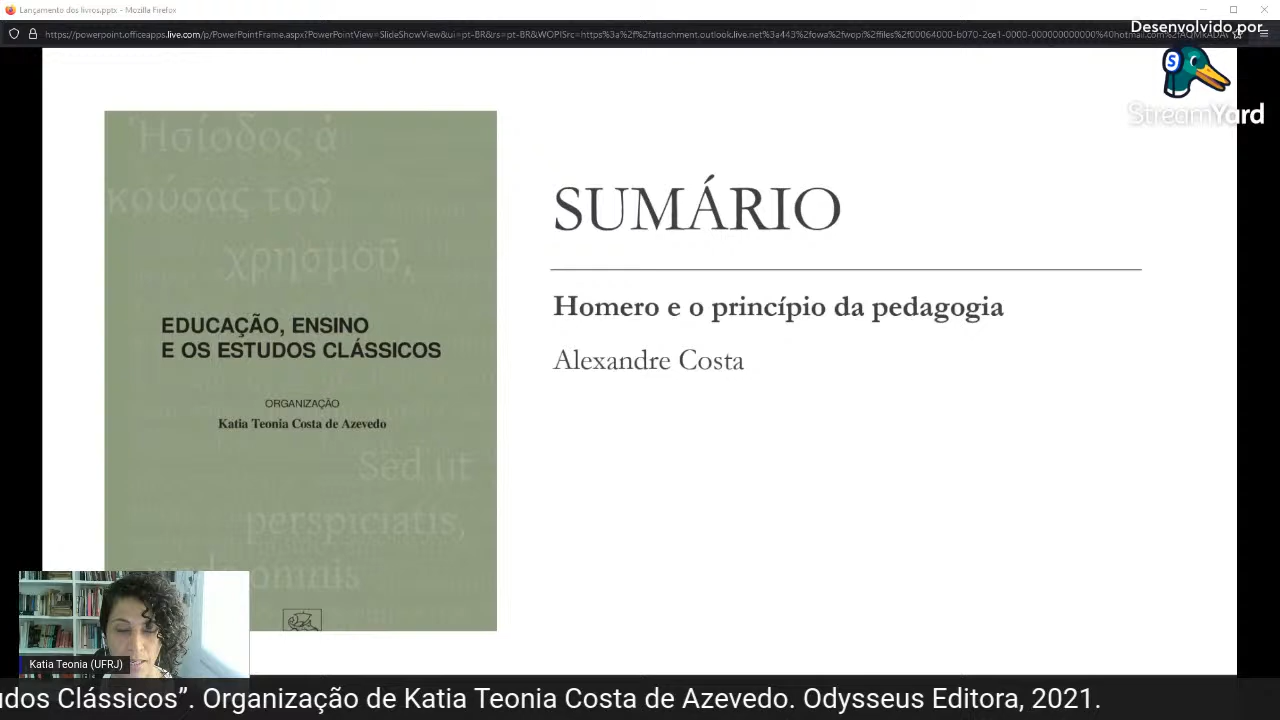 Lançamento dos livros.pptx - Mozilla Firefox
Desenvolvido por
StreamYard
Ἡσίοδος ἀ
κούσας τοῦ
χρησμοῦ,
EDUCAÇÃO, ENSINO
E OS ESTUDOS CLÁSSICOS
ORGANIZAÇÃO
Katia Teonia Costa de Azevedo
Sed ut
perspiciatis,
omnis
SUMÁRIO
Homero e o princípio da pedagogia
Alexandre Costa
Katia Teonia (UFRJ)
udos Clássicos”. Organização de Katia Teonia Costa de Azevedo. Odysseus Editora, 2021.